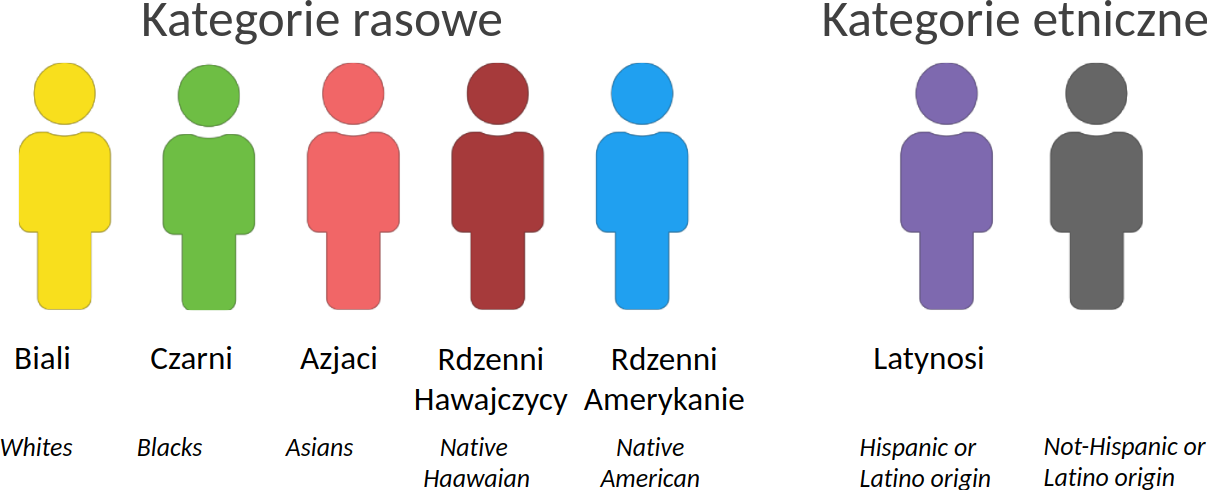 Kategorie rasowe
Kategorie etniczne
Biali
Czarni
Azjaci
Rdzenni
Hawajczycy
Rdzenni
Amerykanie
Latynosi
Whites
Blacks
Asians
Native
Haawaian
Native
American
Hispanic or
Latino origin
Not-Hispanic or
Latino origin